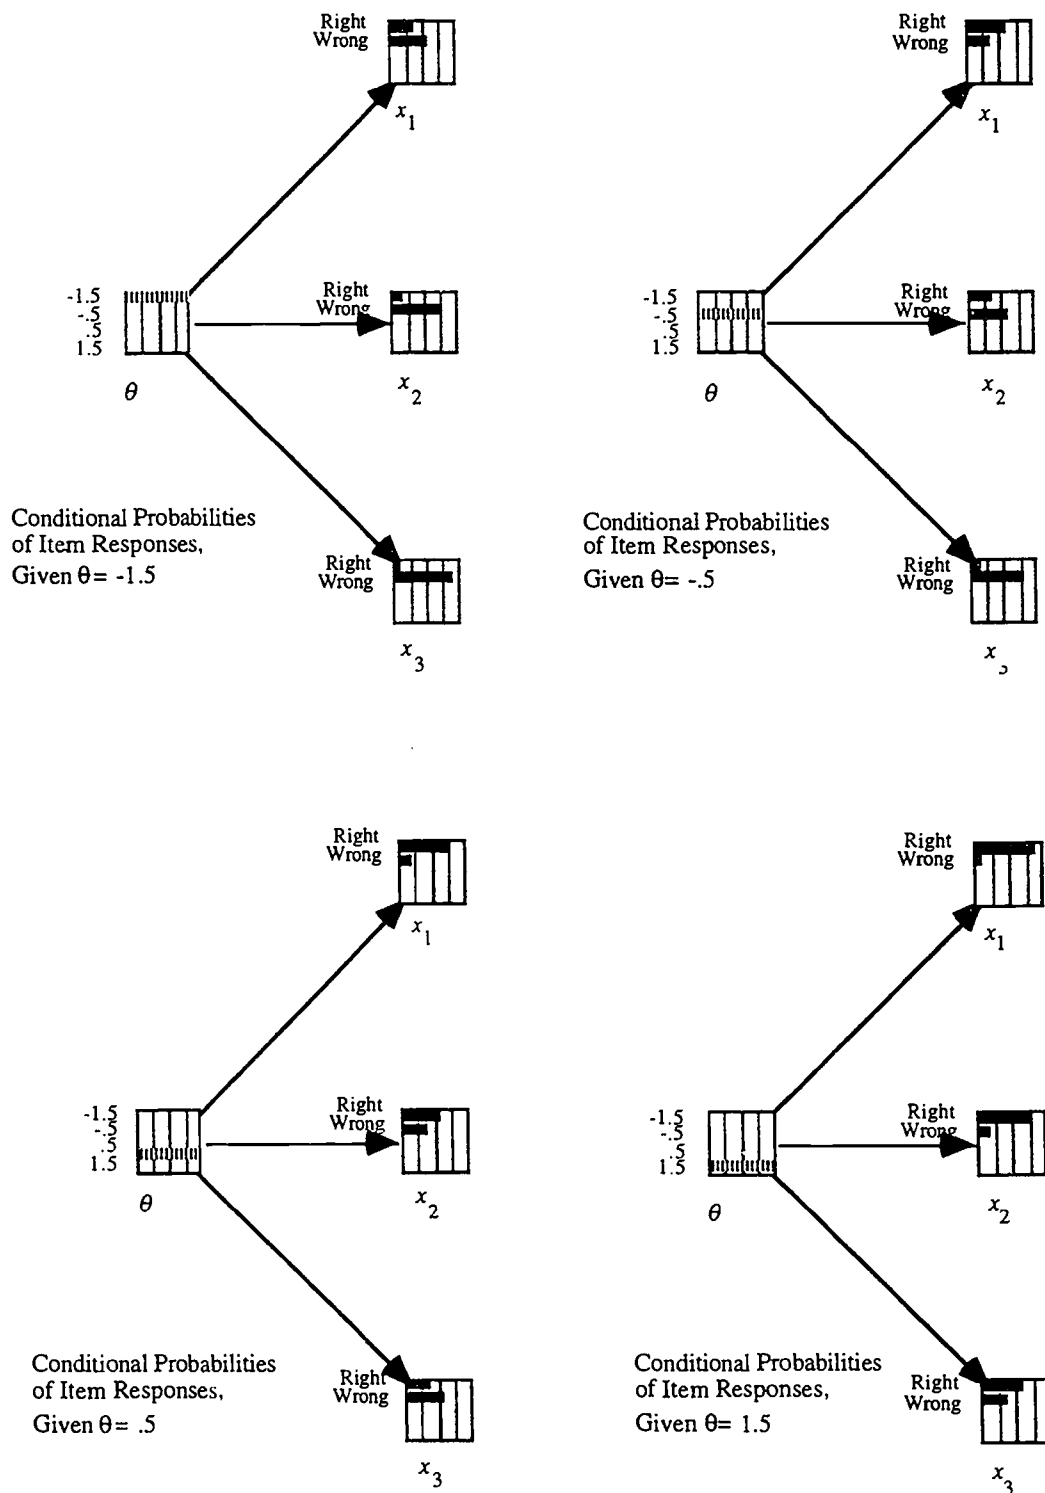 Right
Wrong
x1
-1.5
-.5
.5
1.5
θ
Right
Wrong
x2
Conditional Probabilities
of Item Responses,
Given θ= -1.5
Right
Wrong
x3
Right
Wrong
x1
-1.5
-.5
.5
1.5
θ
Right
Wrong
x2
Conditional Probabilities
of Item Responses,
Given θ= -.5
Right
Wrong
x
Right
Wrong
x1
-1.5
-.5
.5
1.5
θ
Right
Wrong
x2
Conditional Probabilities
of Item Responses,
Given θ= .5
Right
Wrong
x3
Right
Wrong
x1
-1.5
-.5
.5
1.5
θ
Right
Wrong
x2
Conditional Probabilities
of Item Responses,
Given θ= 1.5
Right
Wrong
x3